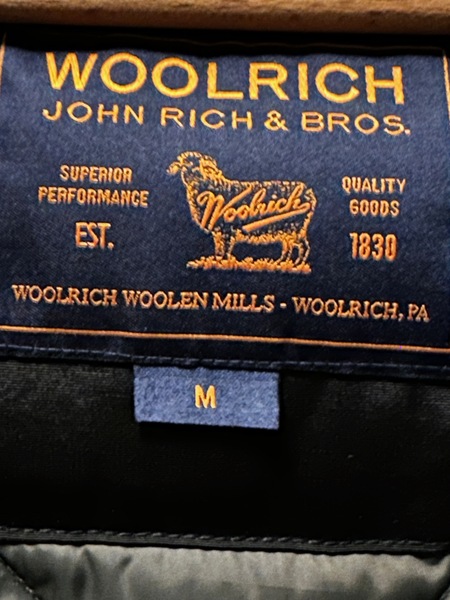 WOOLRICH
JOHN RICH & BROS.
SUPERIOR
PERFORMANCE
EST.
Woolrich
QUALITY
GOODS
1830
WOOLRICH WOOLEN MILLS - WOOLRICH, PA
M